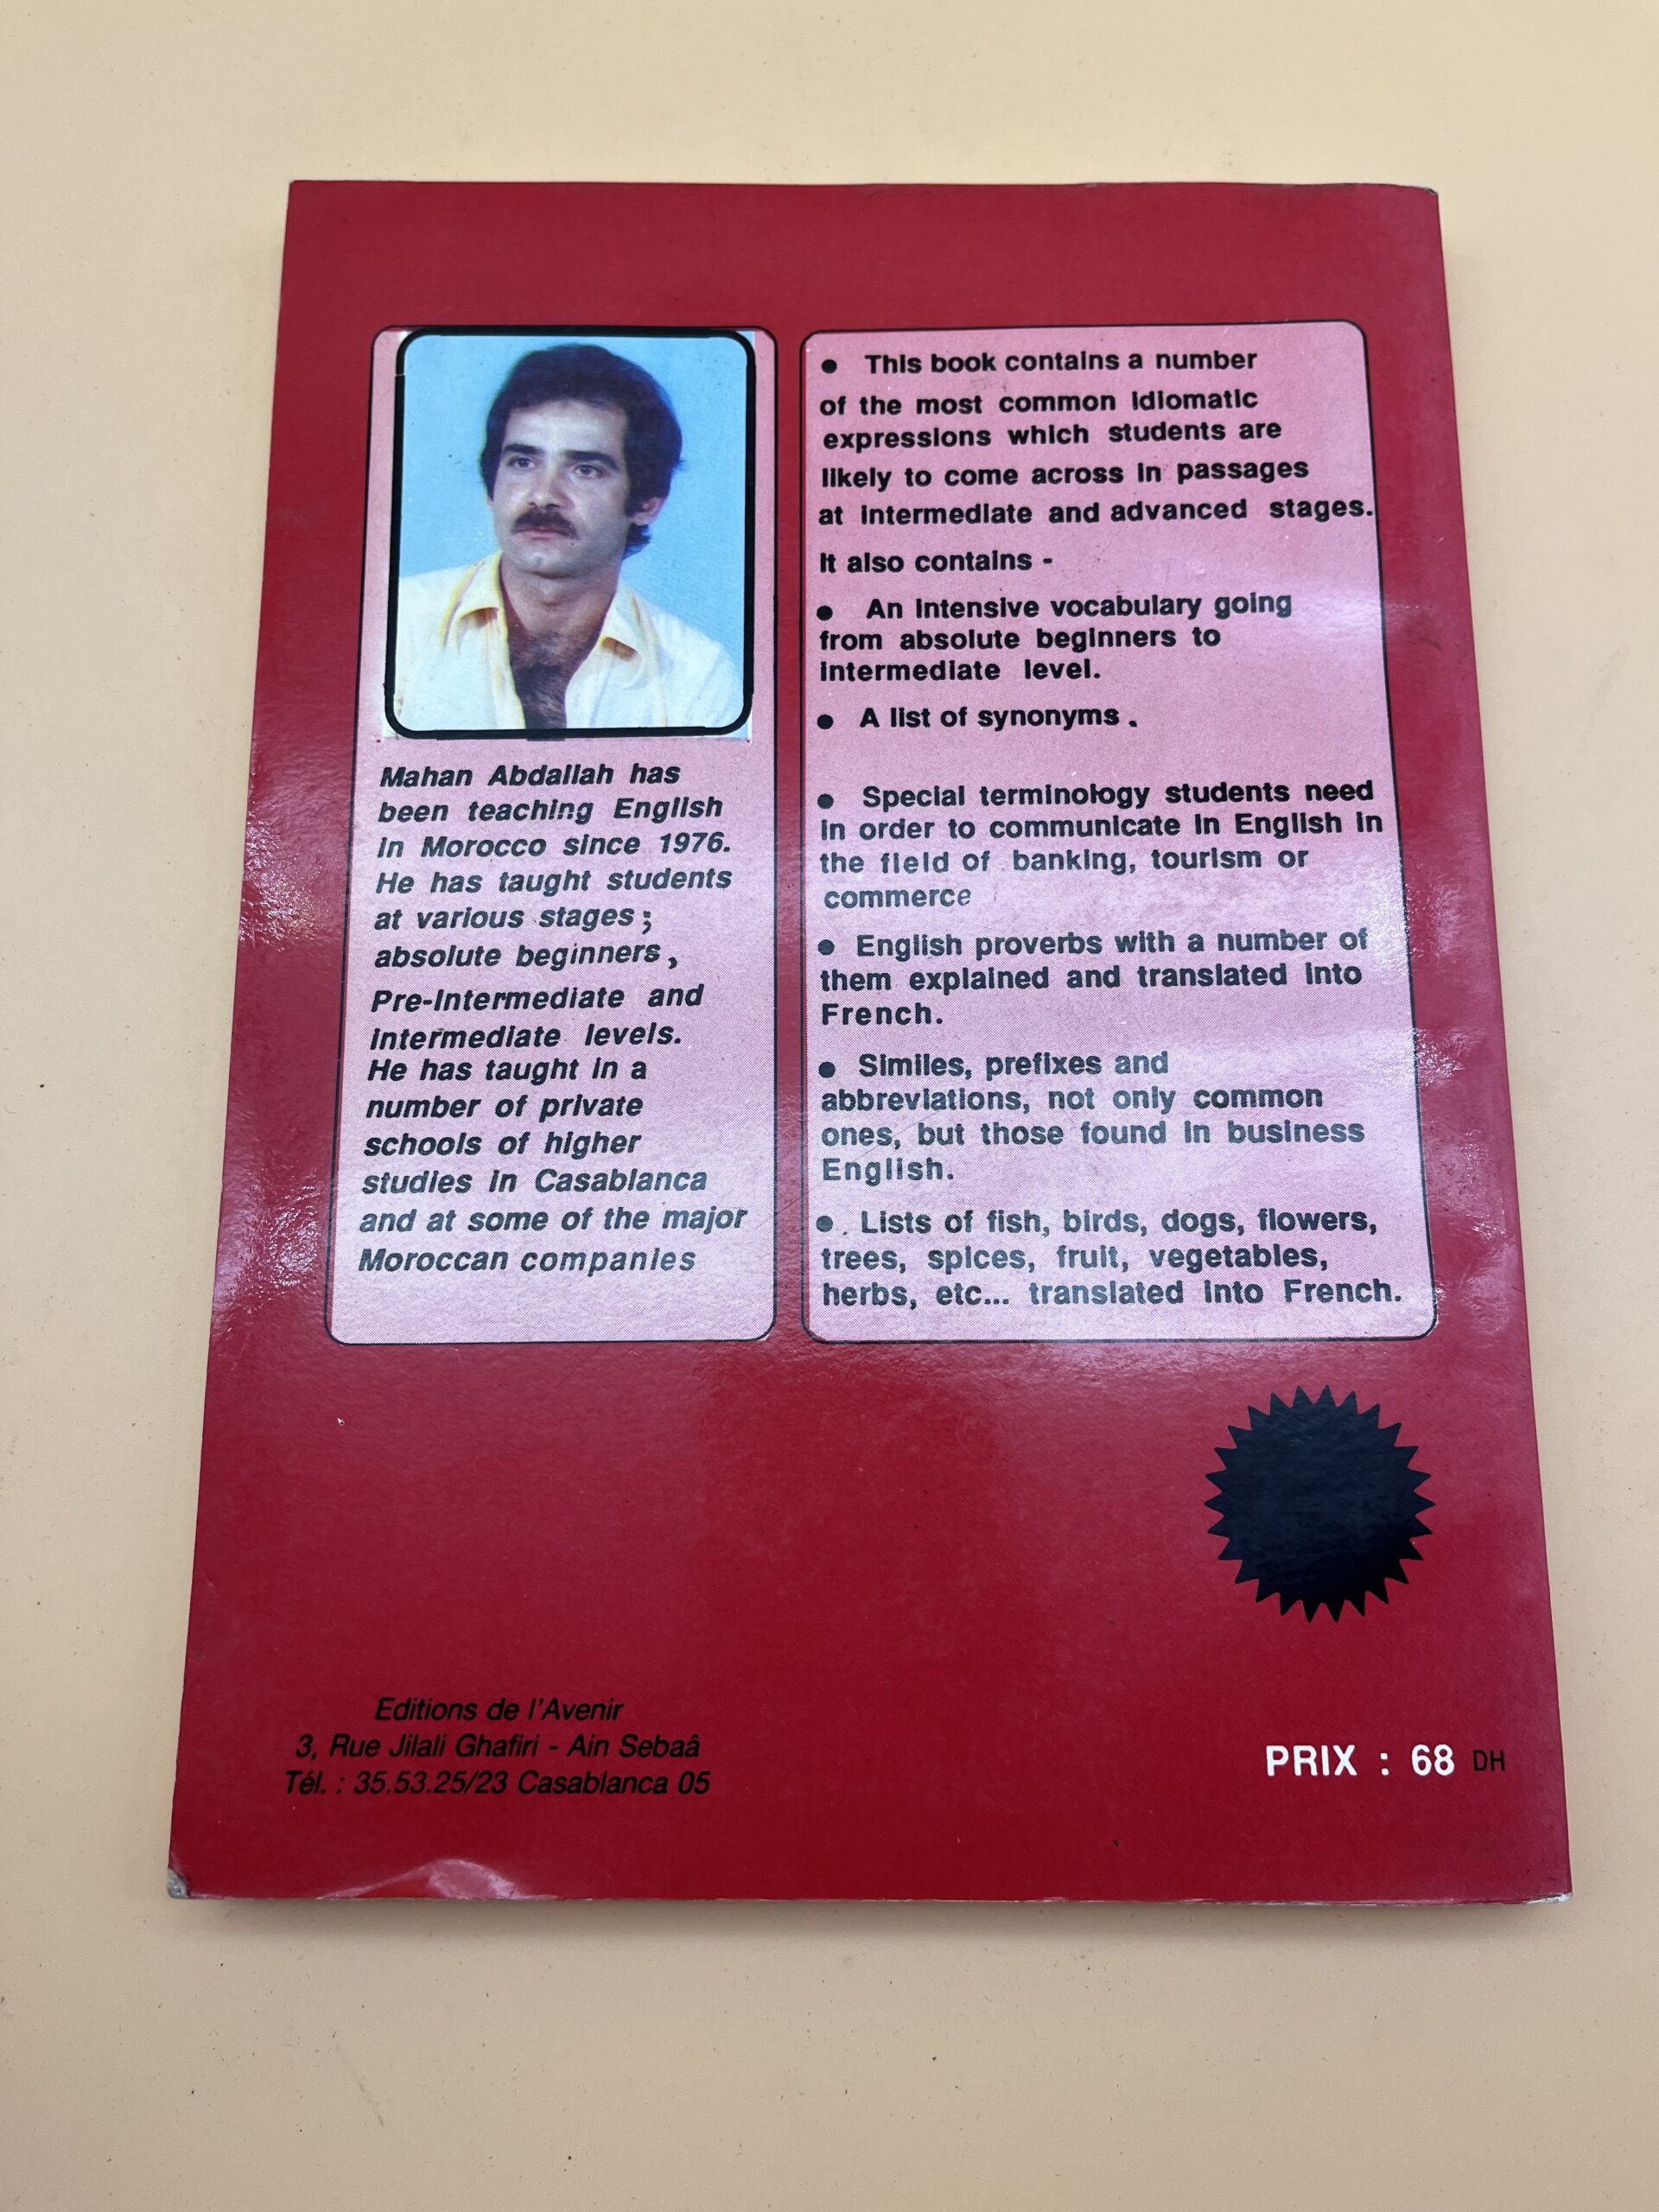 Mahan Abdallah has
been teaching English
in Morocco since 1976.
He has taught students
at various stages ;
absolute beginners ,
Pre-Intermediate and
intermediate levels.
He has taught in a
number of private
schools of higher
studies in Casablanca
and at some of the major
Moroccan companies
● This book contains a number
of the most common idiomatic
expressions which students are
likely to come across in passages
at intermediate and advanced stages.
It also contains -
● An intensive vocabulary going
from absolute beginners to
intermediate level.
● A list of synonyms .
● Special terminology students need
in order to communicate in English in
the field of banking, tourism or
commerce
● English proverbs with a number of
them explained and translated into
French.
● Similes, prefixes and
abbreviations, not only common
ones, but those found in business
English.
● . Lists of fish, birds, dogs, flowers,
trees, spices, fruit, vegetables,
herbs, etc... translated into French.
Editions de l'Avenir
3, Rue Jilali Ghafiri - Ain Sebaâ
Tél. : 35.53.25/23 Casablanca 05
PRIX : 68 DH